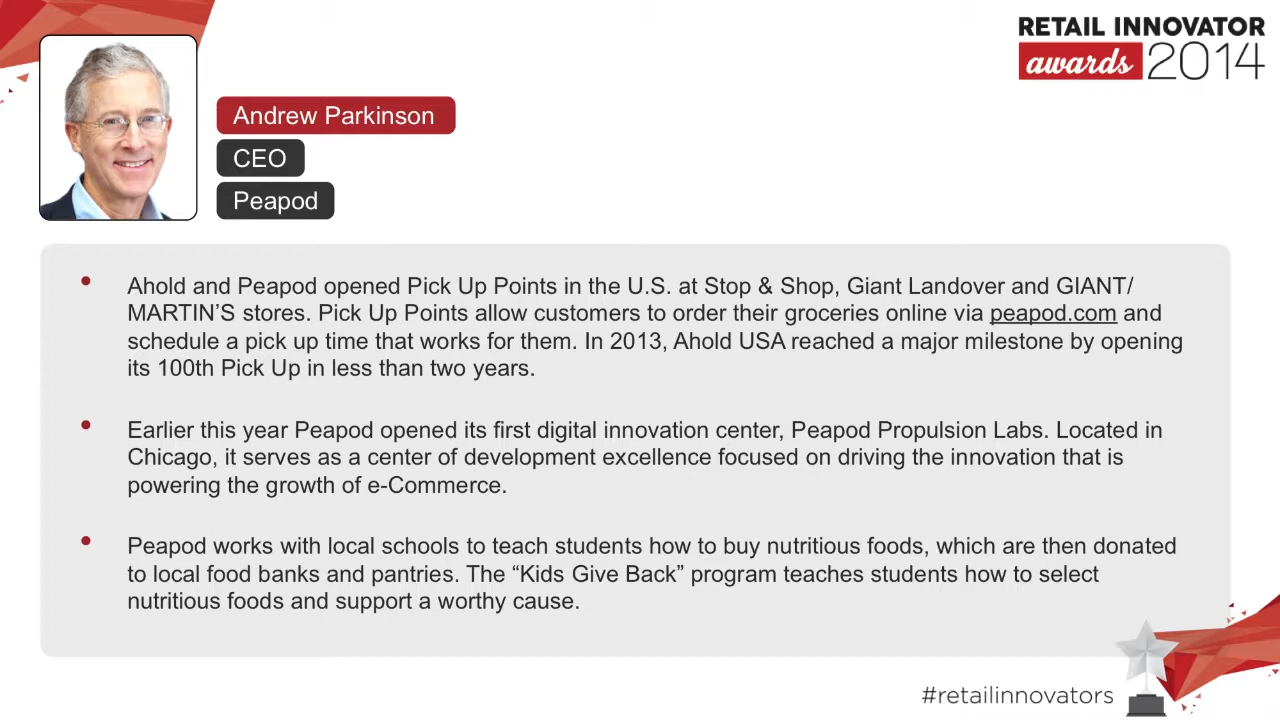 RETAIL INNOVATOR
awards 2014
Andrew Parkinson
CEO
Peapod
• Ahold and Peapod opened Pick Up Points in the U.S. at Stop & Shop, Giant Landover and GIANT/
MARTIN’S stores. Pick Up Points allow customers to order their groceries online via peapod.com and
schedule a pick up time that works for them. In 2013, Ahold USA reached a major milestone by opening
its 100th Pick Up in less than two years.
• Earlier this year Peapod opened its first digital innovation center, Peapod Propulsion Labs. Located in
Chicago, it serves as a center of development excellence focused on driving the innovation that is
powering the growth of e-Commerce.
• Peapod works with local schools to teach students how to buy nutritious foods, which are then donated
to local food banks and pantries. The “Kids Give Back” program teaches students how to select
nutritious foods and support a worthy cause.
#retailinnovators